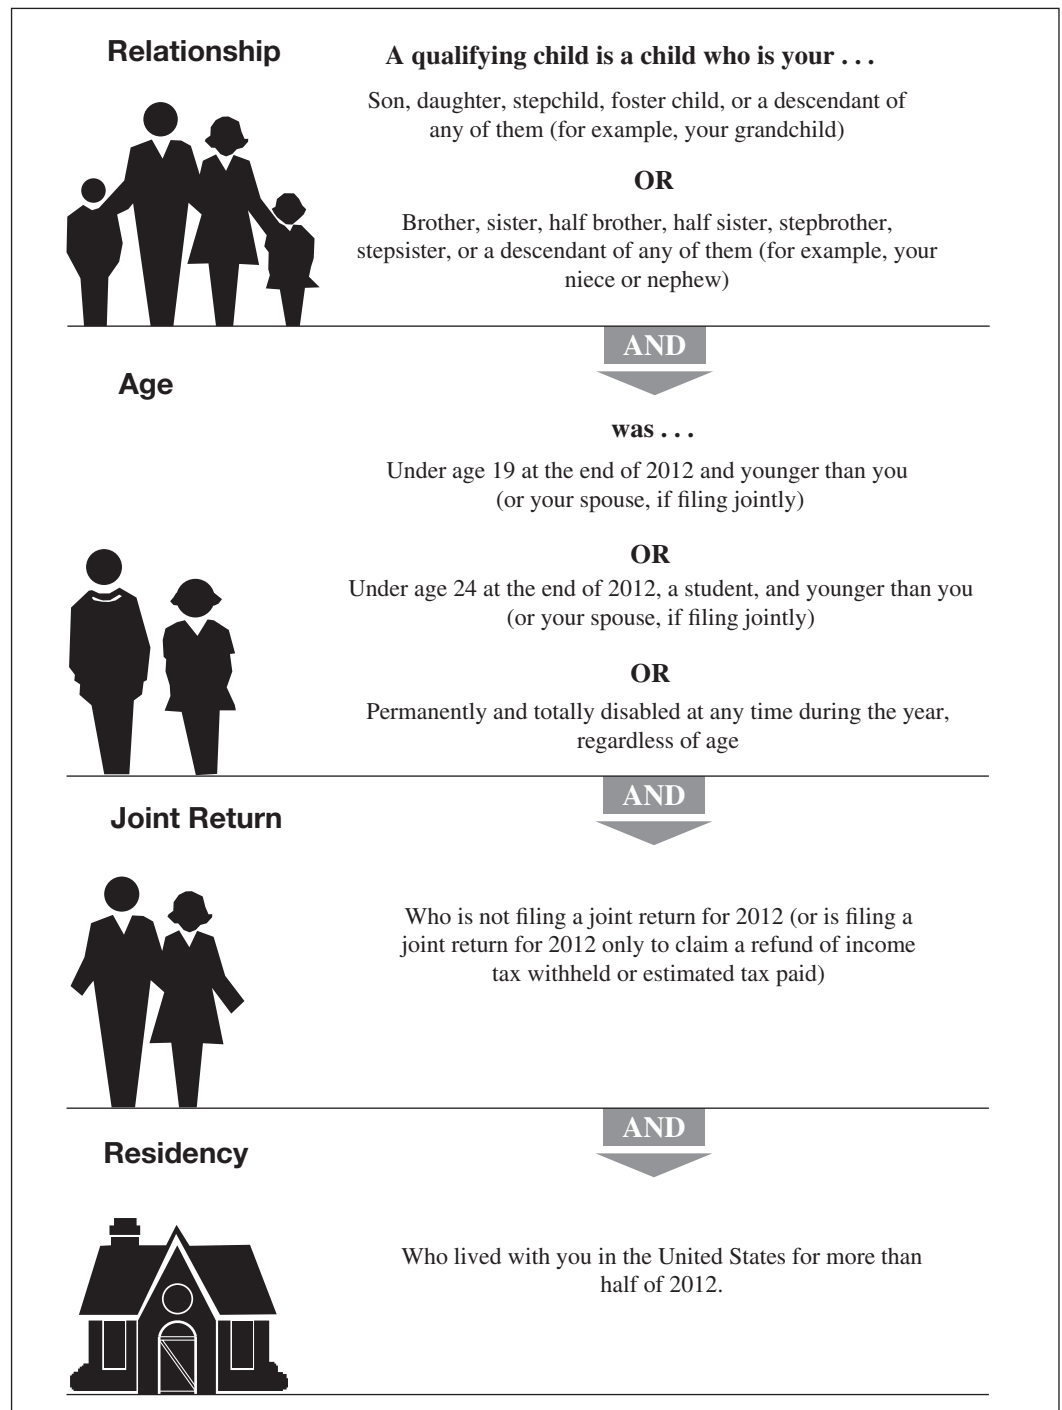 Relationship
A qualifying child is a child who is your . . .
Son, daughter, stepchild, foster child, or a descendant of
any of them (for example, your grandchild)
OR
Brother, sister, half brother, half sister, stepbrother,
stepsister, or a descendant of any of them (for example, your
niece or nephew)
AND
Age
was . . .
Under age 19 at the end of 2012 and younger than you
(or your spouse, if filing jointly)
OR
Under age 24 at the end of 2012, a student, and younger than you
(or your spouse, if filing jointly)
OR
Permanently and totally disabled at any time during the year,
regardless of age
AND
Joint Return
Who is not filing a joint return for 2012 (or is filing a
joint return for 2012 only to claim a refund of income
tax withheld or estimated tax paid)
AND
Residency
Who lived with you in the United States for more than
half of 2012.